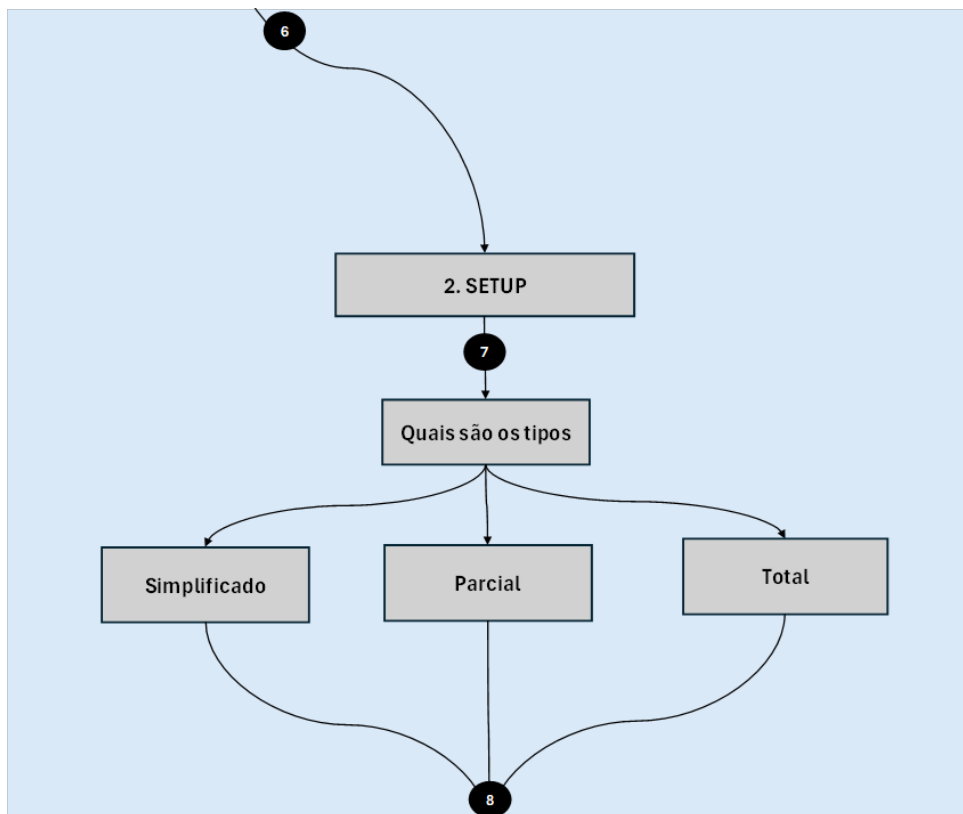 6
2. SETUP
7
Quais são os tipos
Simplificado
Parcial
Total
8